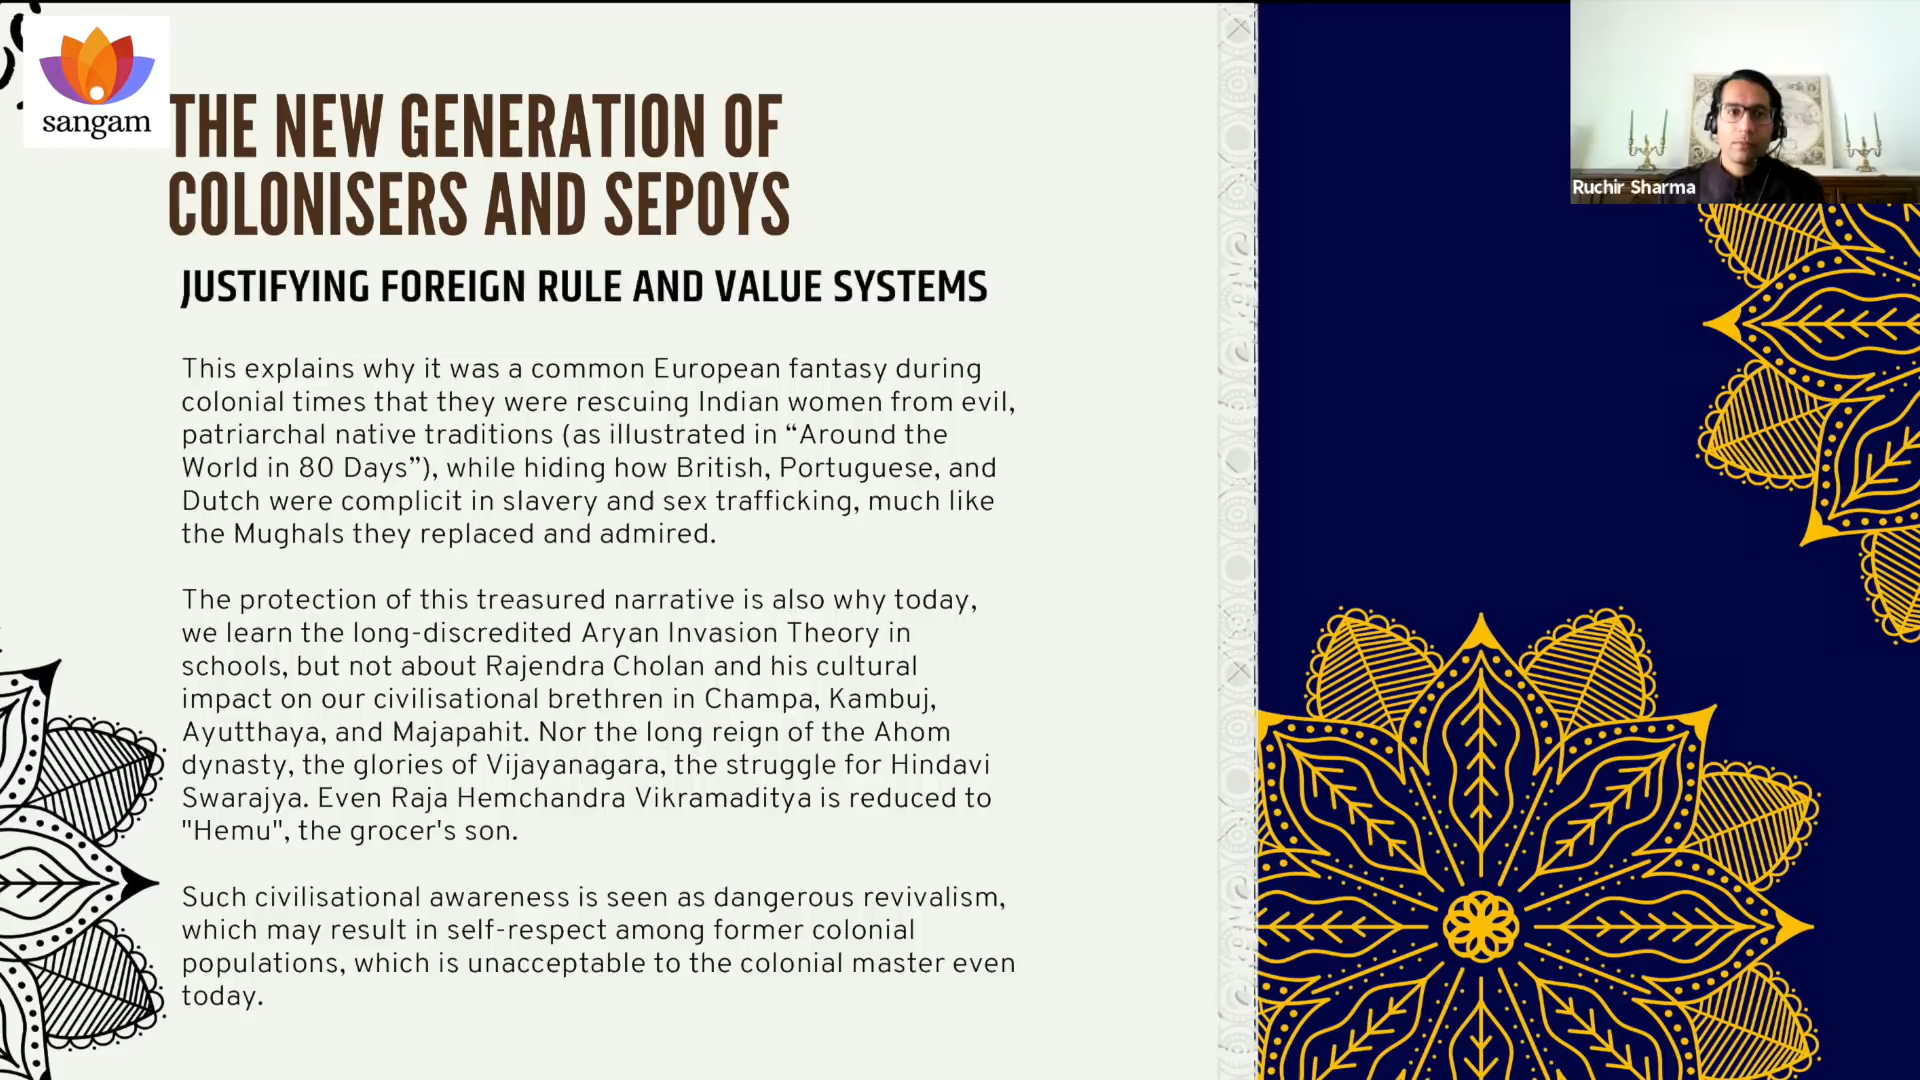 sangam
THE NEW GENERATION OF
COLONISERS AND SEPOYS
JUSTIFYING FOREIGN RULE AND VALUE SYSTEMS
This explains why it was a common European fantasy during
colonial times that they were rescuing Indian women from evil,
patriarchal native traditions (as illustrated in “Around the
World in 80 Days”), while hiding how British, Portuguese, and
Dutch were complicit in slavery and sex trafficking, much like
the Mughals they replaced and admired.
The protection of this treasured narrative is also why today,
we learn the long-discredited Aryan Invasion Theory in
schools, but not about Rajendra Cholan and his cultural
impact on our civilisational brethren in Champa, Kambuj,
Ayutthaya, and Majapahit. Nor the long reign of the Ahom
dynasty, the glories of Vijayanagara, the struggle for Hindavi
Swarajya. Even Raja Hemchandra Vikramaditya is reduced to
"Hemu", the grocer's son.
Such civilisational awareness is seen as dangerous revivalism,
which may result in self-respect among former colonial
populations, which is unacceptable to the colonial master even
today.
Ruchir Sharma